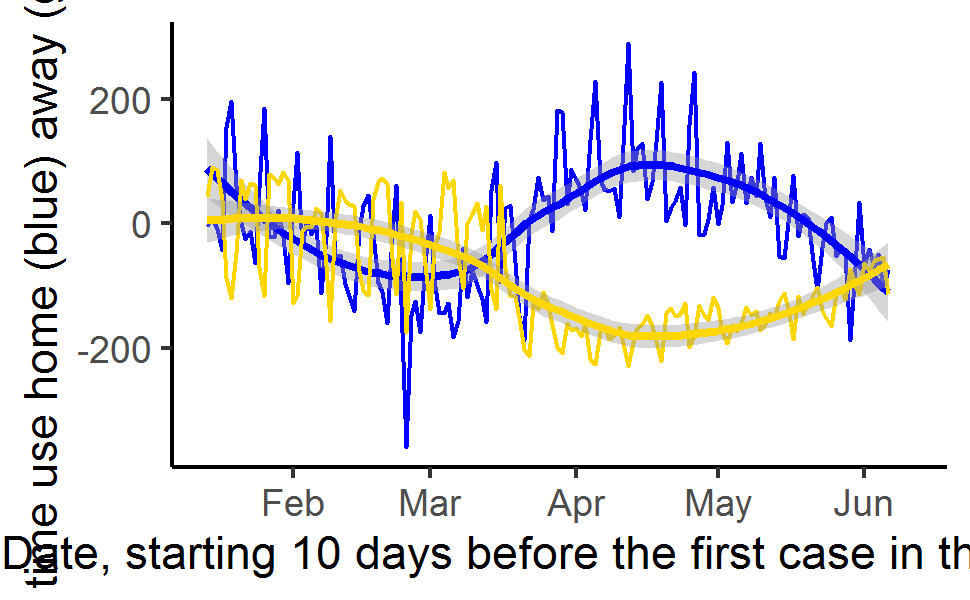 time use home (blue) away (
200
0
-200
Feb Mar Apr May Jun
Date, starting 10 days before the first case in th